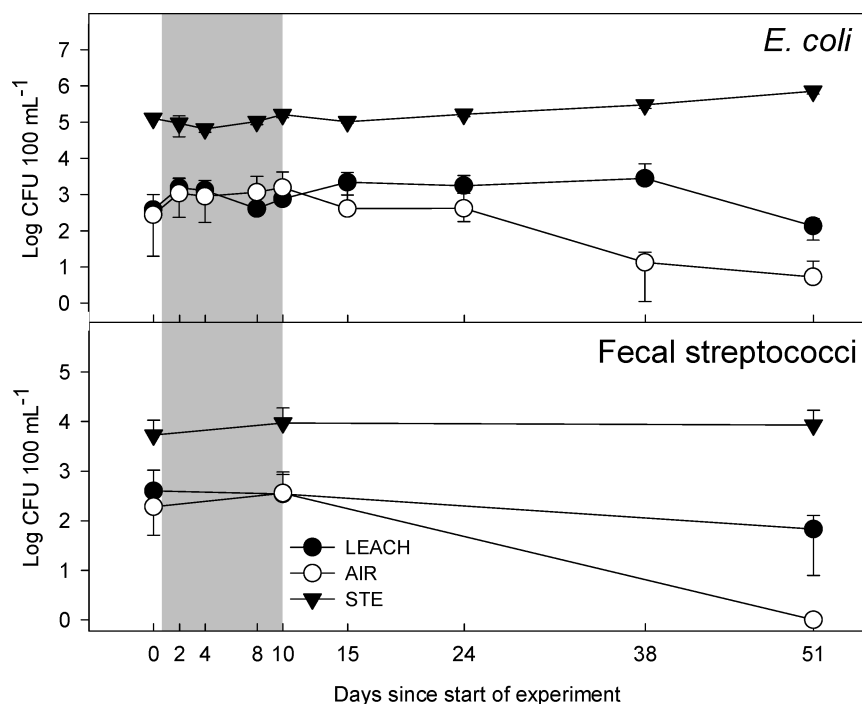 E. coli
7
6
5
4
3
2
1
0
Log CFU 100 mL⁻¹
Fecal streptococci
5
4
3
2
1
0
Log CFU 100 mL⁻¹
LEACH
AIR
STE
0 2 4 8 10 15 24 38 51
Days since start of experiment